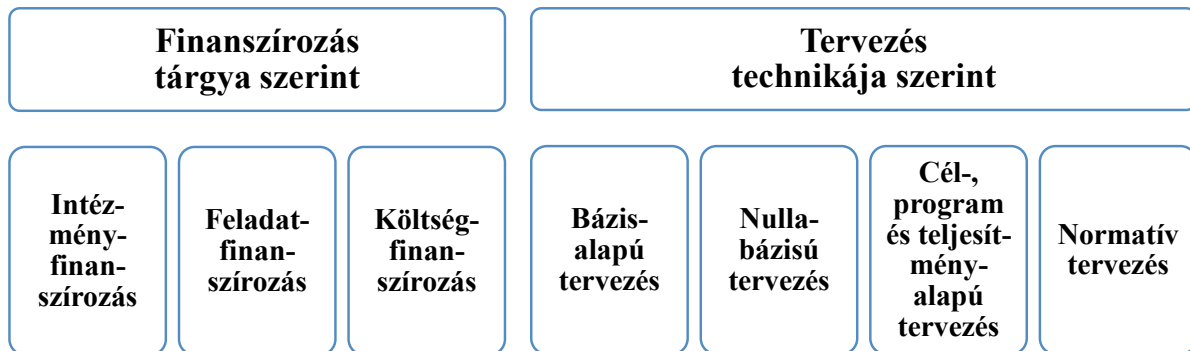 Finanszírozás
tárgya szerint
Tervezés
technikája szerint
Intéz-
mény-
finan-
szírozás
Feladat-
finan-
szírozás
Költség-
finan-
szírozás
Bázis-
alapú
tervezés
Nulla-
bázisú
tervezés
Cél-,
program
és teljesít-
mény-
alapú
tervezés
Normatív
tervezés